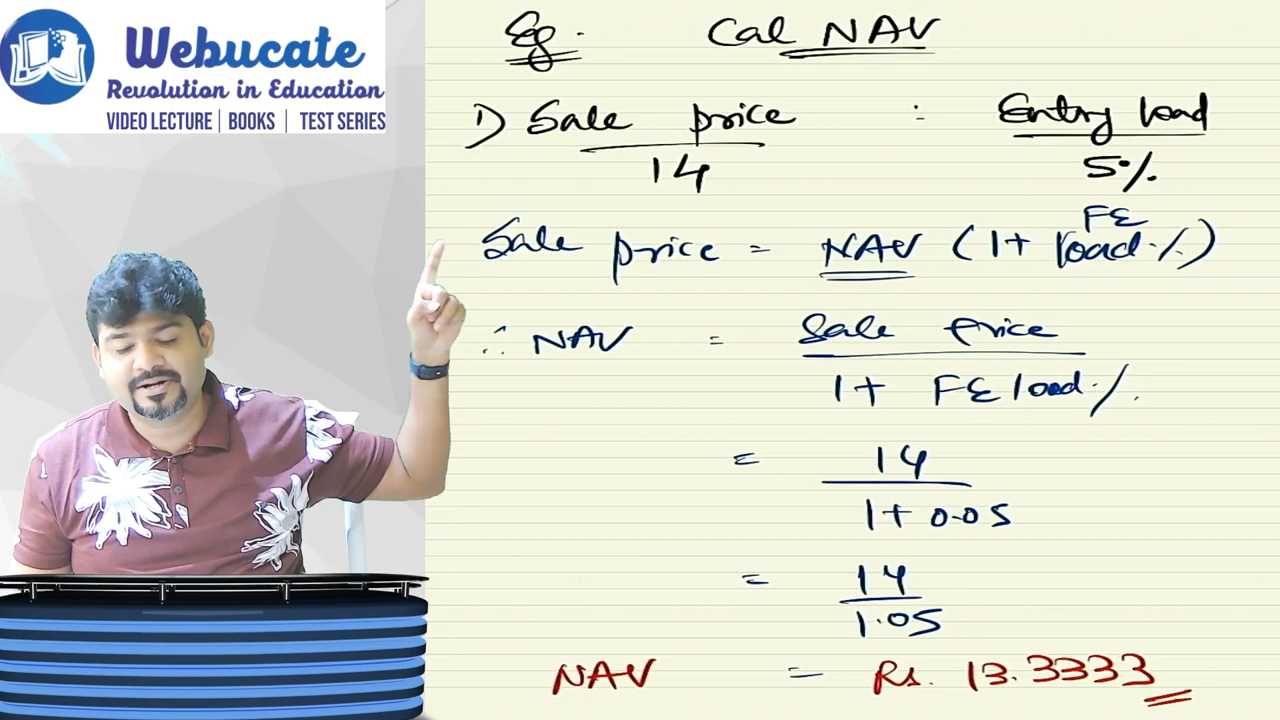 Webucate
Revolution in Education
VIDEO LECTURE | BOOKS | TEST SERIES
Eg. Cal NAV
1) Sale price : Entry load
14 5%
FE
Sale price = NAV (1+ load %)
∴ NAV = Sale Price
1+ FE load %.
= 14
1+ 0.05
= 14
1.05
NAV = Rs. 13.3333